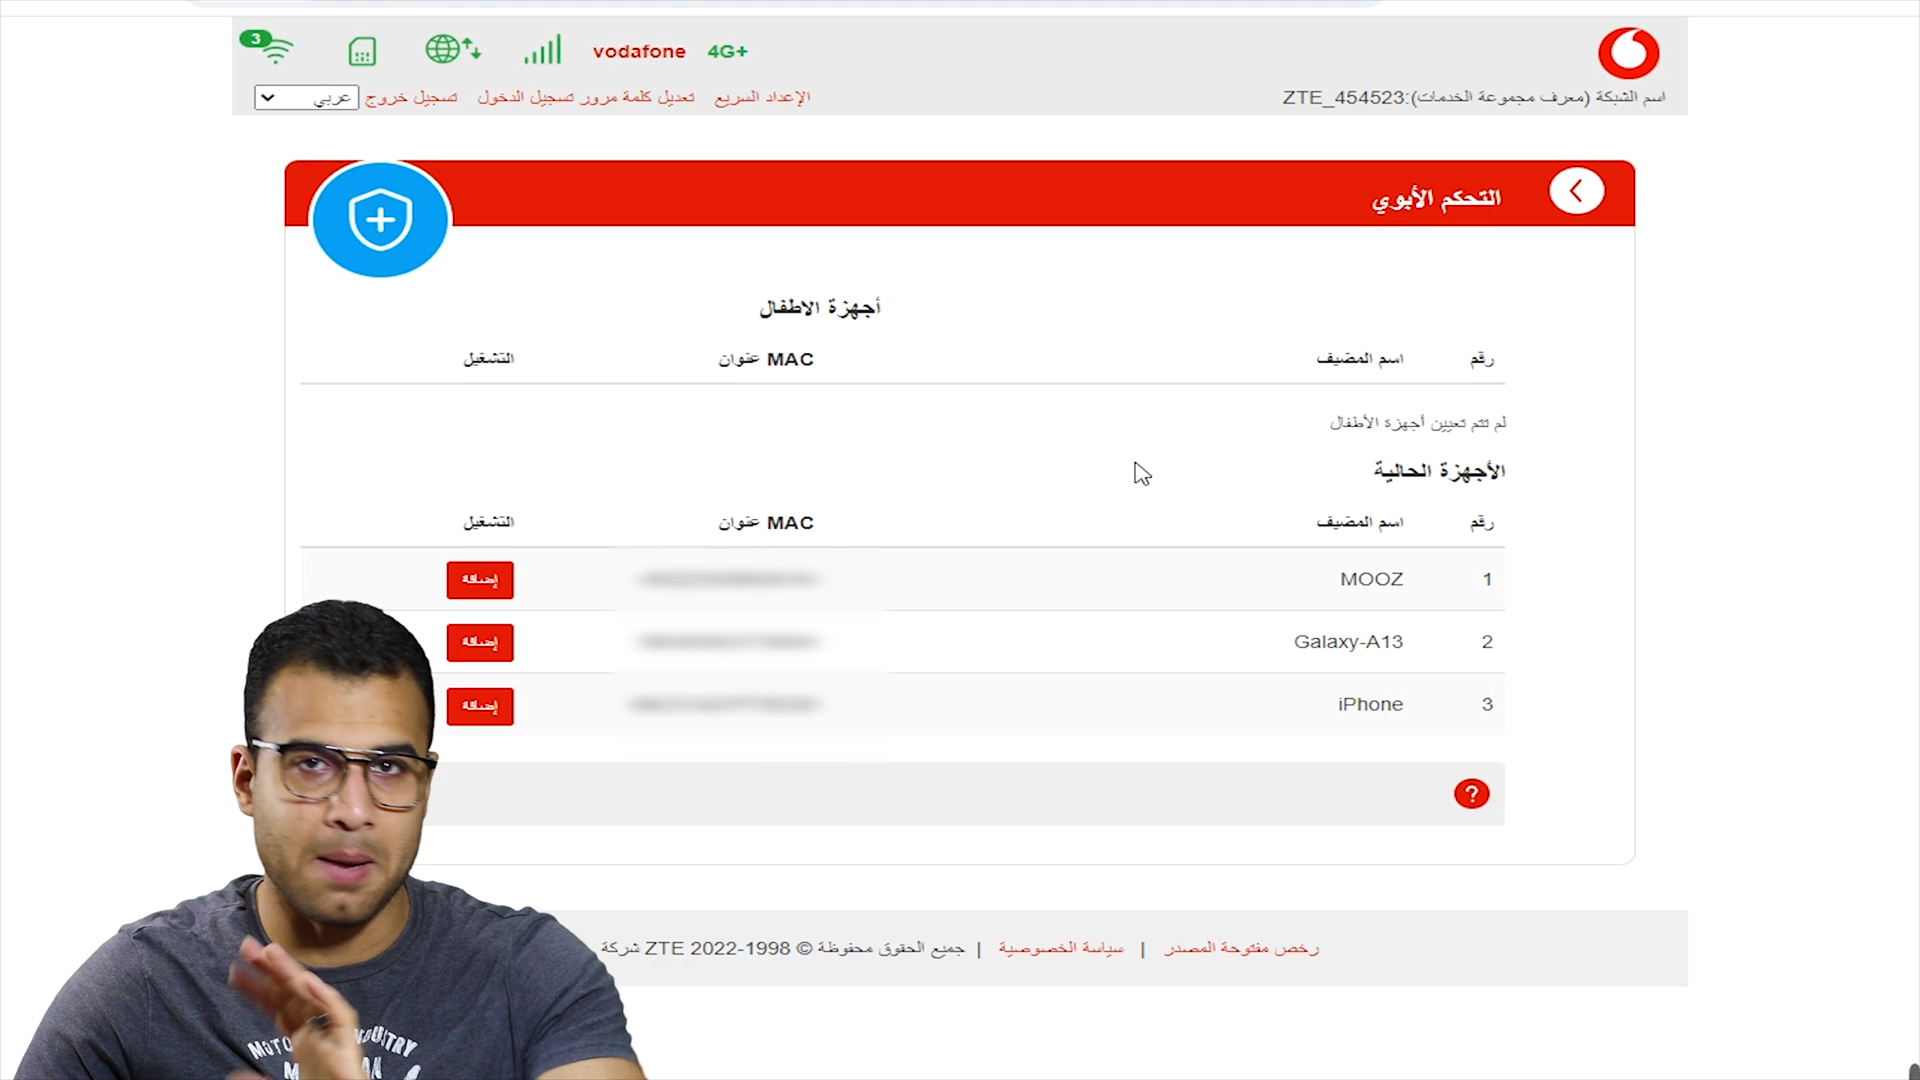 3
vodafone 4G+
اسم الشبكة (معرف مجموعة الخدمات):ZTE_454523
الإعداد السريع تعديل كلمة مرور تسجيل الدخول تسجيل خروج عربي
التحكم الأبوي
أجهزة الاطفال
رقم اسم المضيف MAC عنوان التشغيل
لم تتم تعيين أجهزة الأطفال
الأجهزة الحالية
رقم اسم المضيف MAC عنوان التشغيل
1 MOOZ إضافة
2 Galaxy-A13 إضافة
3 iPhone إضافة
?
رخص مفتوحة المصدر | سياسة الخصوصية | جميع الحقوق محفوظة © ZTE 2022-1998 شركة